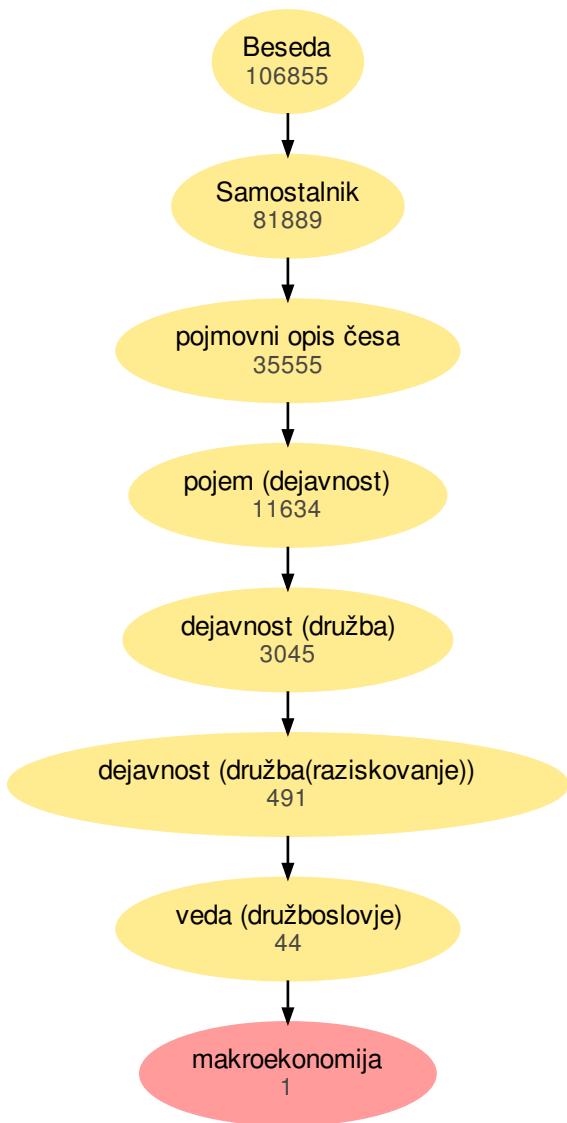 Beseda
106855
Samostalnik
81889
pojmovni opis česa
35555
pojem (dejavnost)
11634
dejavnost (družba)
3045
dejavnost (družba(raziskovanje))
491
veda (družboslovje)
44
makroekonomija
1